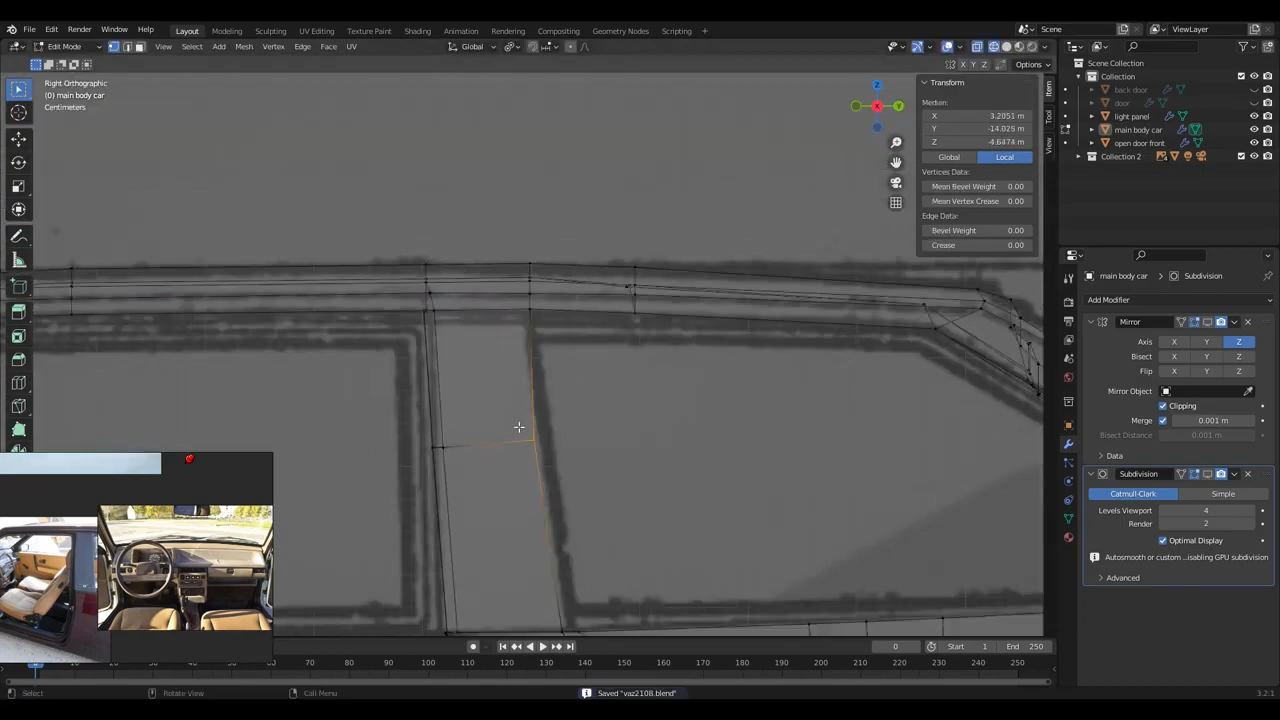 File Edit Render Window Help Layout Modeling Sculpting UV Editing Texture Paint Shading Animation Rendering Compositing Geometry Nodes Scripting + Scene ViewLayer
Edit Mode View Select Add Mesh Vertex Edge Face UV Global
X Y Z Options
Right Orthographic
(0) main body car
Centimeters
Z
X
Y
Transform
Median:
X 3.2051 m
Y -14.025 m
Z -4.6474 m
Global Local
Vertices Data:
Mean Bevel Weight 0.00
Mean Vertex Crease 0.00
Edge Data:
Bevel Weight 0.00
Crease 0.00
Item
Tool
View
Scene Collection
Collection
back door
door
light panel
main body car
open door front
Collection 2
main body car Subdivision
Add Modifier
Mirror
Axis X Y Z
Bisect X Y Z
Flip X Y Z
Mirror Object
Clipping
Merge 0.001 m
Bisect Distance 0.001 m
Data
Subdivision
Catmull-Clark Simple
Levels Viewport 4
Render 2
Optimal Display
Autosmooth or custom ...isabling GPU subdivision
Advanced
0 Start 1 End 250
0 70 80 90 100 110 120 130 140 150 160 170 180 190 200 210 220 230 240 250
Select Rotate View Call Menu Saved "vaz2108.blend" 3.2.1